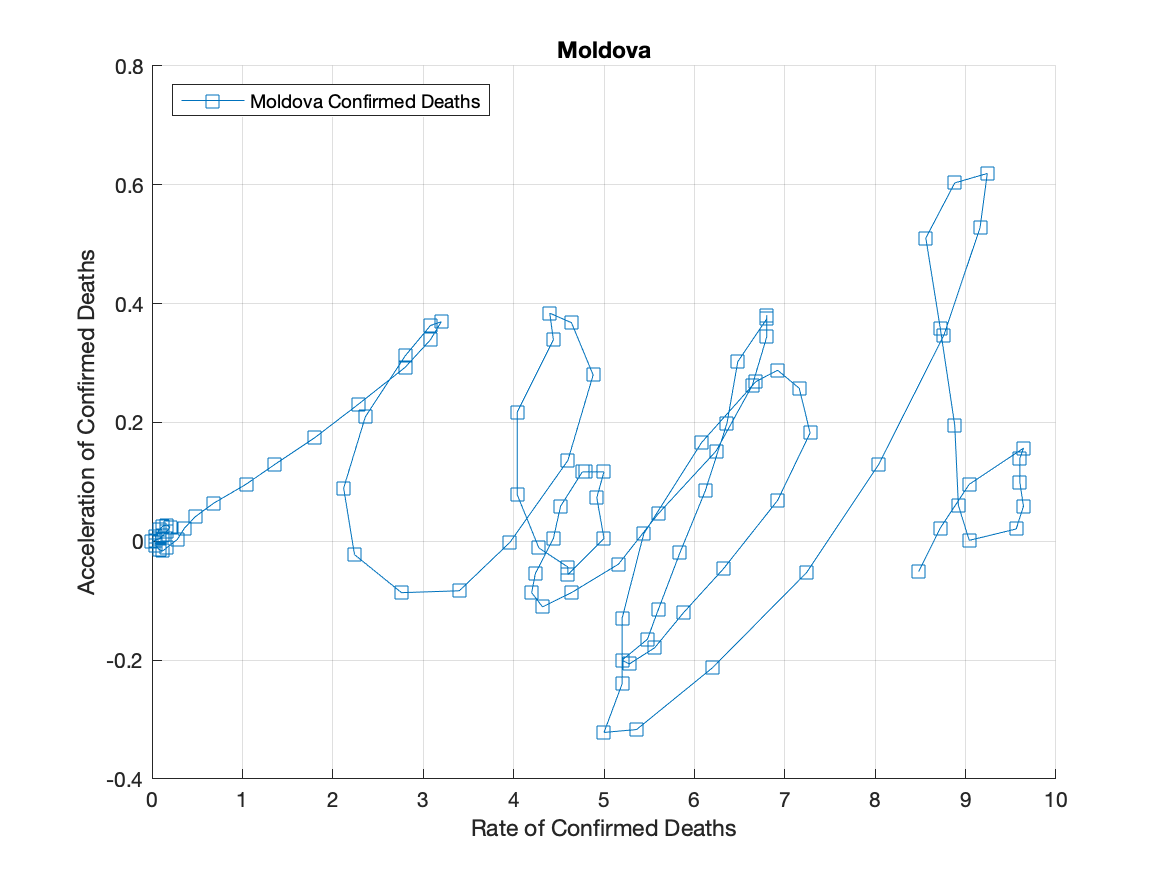 Moldova
Moldova Confirmed Deaths
Acceleration of Confirmed Deaths
0.8
0.6
0.4
0.2
0
-0.2
-0.4
0 1 2 3 4 5 6 7 8 9 10
Rate of Confirmed Deaths